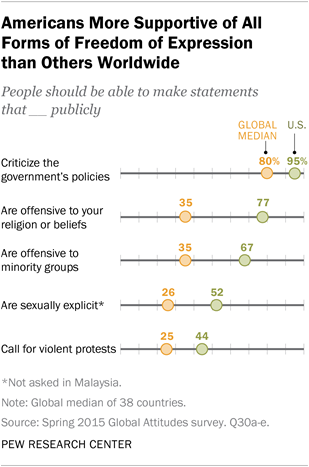 Americans More Supportive of All
Forms of Freedom of Expression
than Others Worldwide
People should be able to make statements
that __ publicly
GLOBAL MEDIAN U.S.
Criticize the government's policies 80% 95%
Are offensive to your religion or beliefs 35 77
Are offensive to minority groups 35 67
Are sexually explicit* 26 52
Call for violent protests 25 44
*Not asked in Malaysia.
Note: Global median of 38 countries.
Source: Spring 2015 Global Attitudes survey. Q30a-e.
PEW RESEARCH CENTER